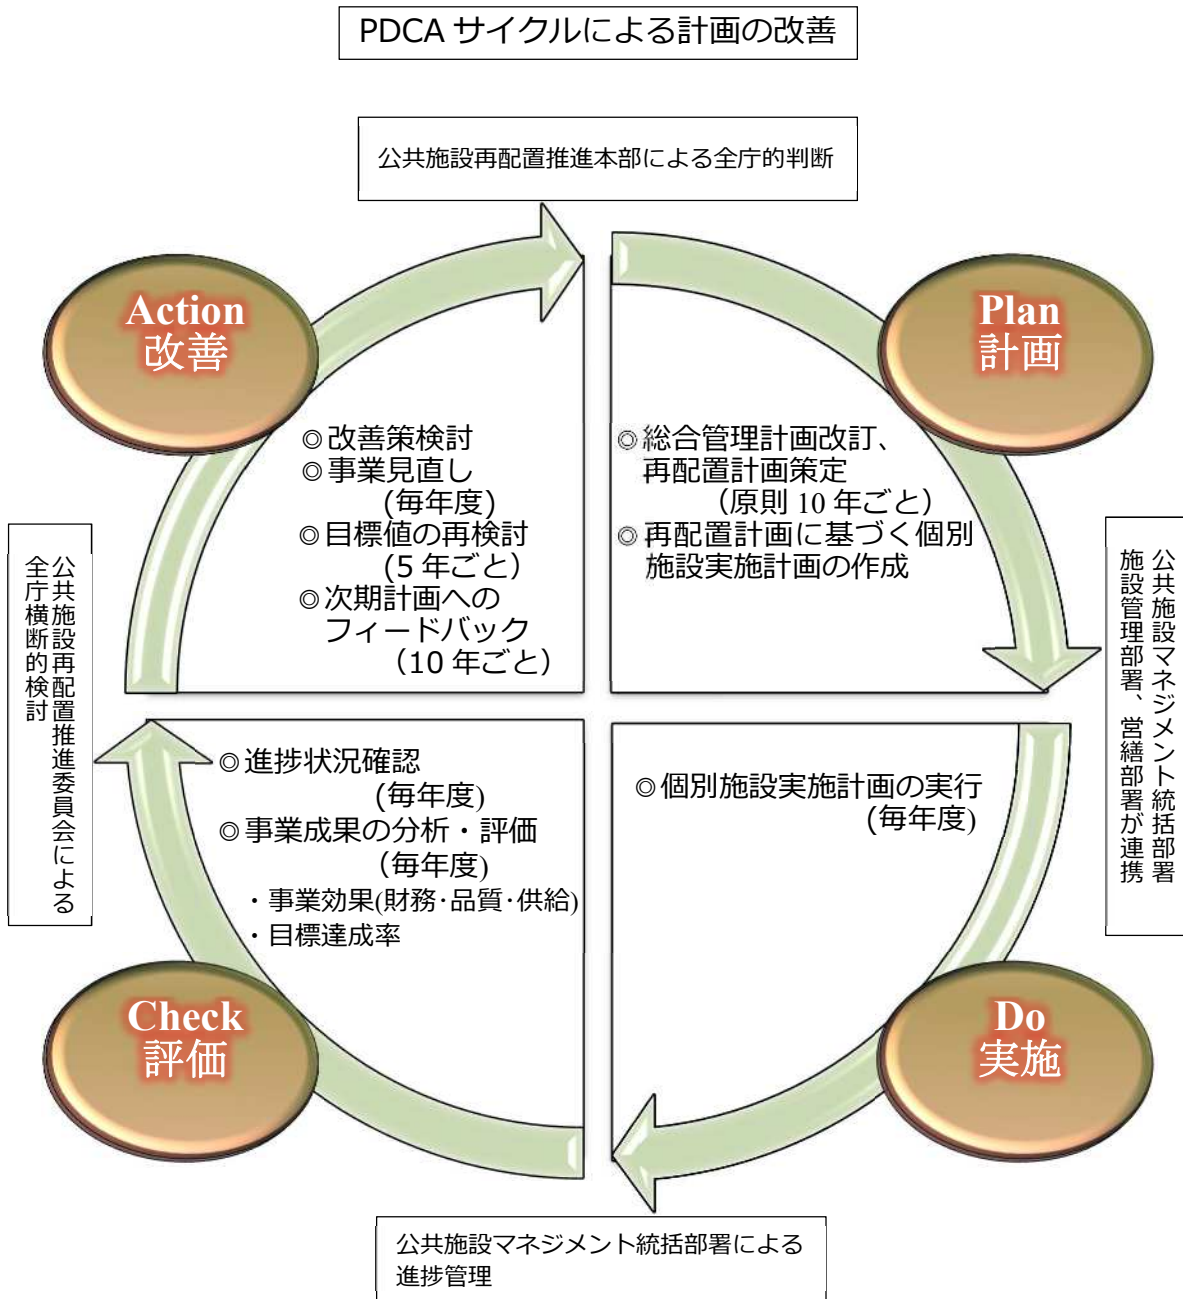 PDCA サイクルによる計画の改善
公共施設再配置推進本部による全庁的判断
Action
改善
◎改善策検討
◎事業見直し
(毎年度)
◎目標値の再検討
(5 年ごと)
◎次期計画への
フィードバック
（10 年ごと）
Plan
計画
◎総合管理計画改訂、
再配置計画策定
（原則 10 年ごと）
◎再配置計画に基づく個別
施設実施計画の作成
公共施設マネジメント統括部署
施設管理部署、営繕部署が連携
公共施設再配置推進委員会による
全庁横断的検討
◎進捗状況確認
(毎年度)
◎事業成果の分析・評価
（毎年度)
・事業効果(財務･品質･供給)
・目標達成率
Check
評価
◎個別施設実施計画の実行
(毎年度)
Do
実施
公共施設マネジメント統括部署による
進捗管理